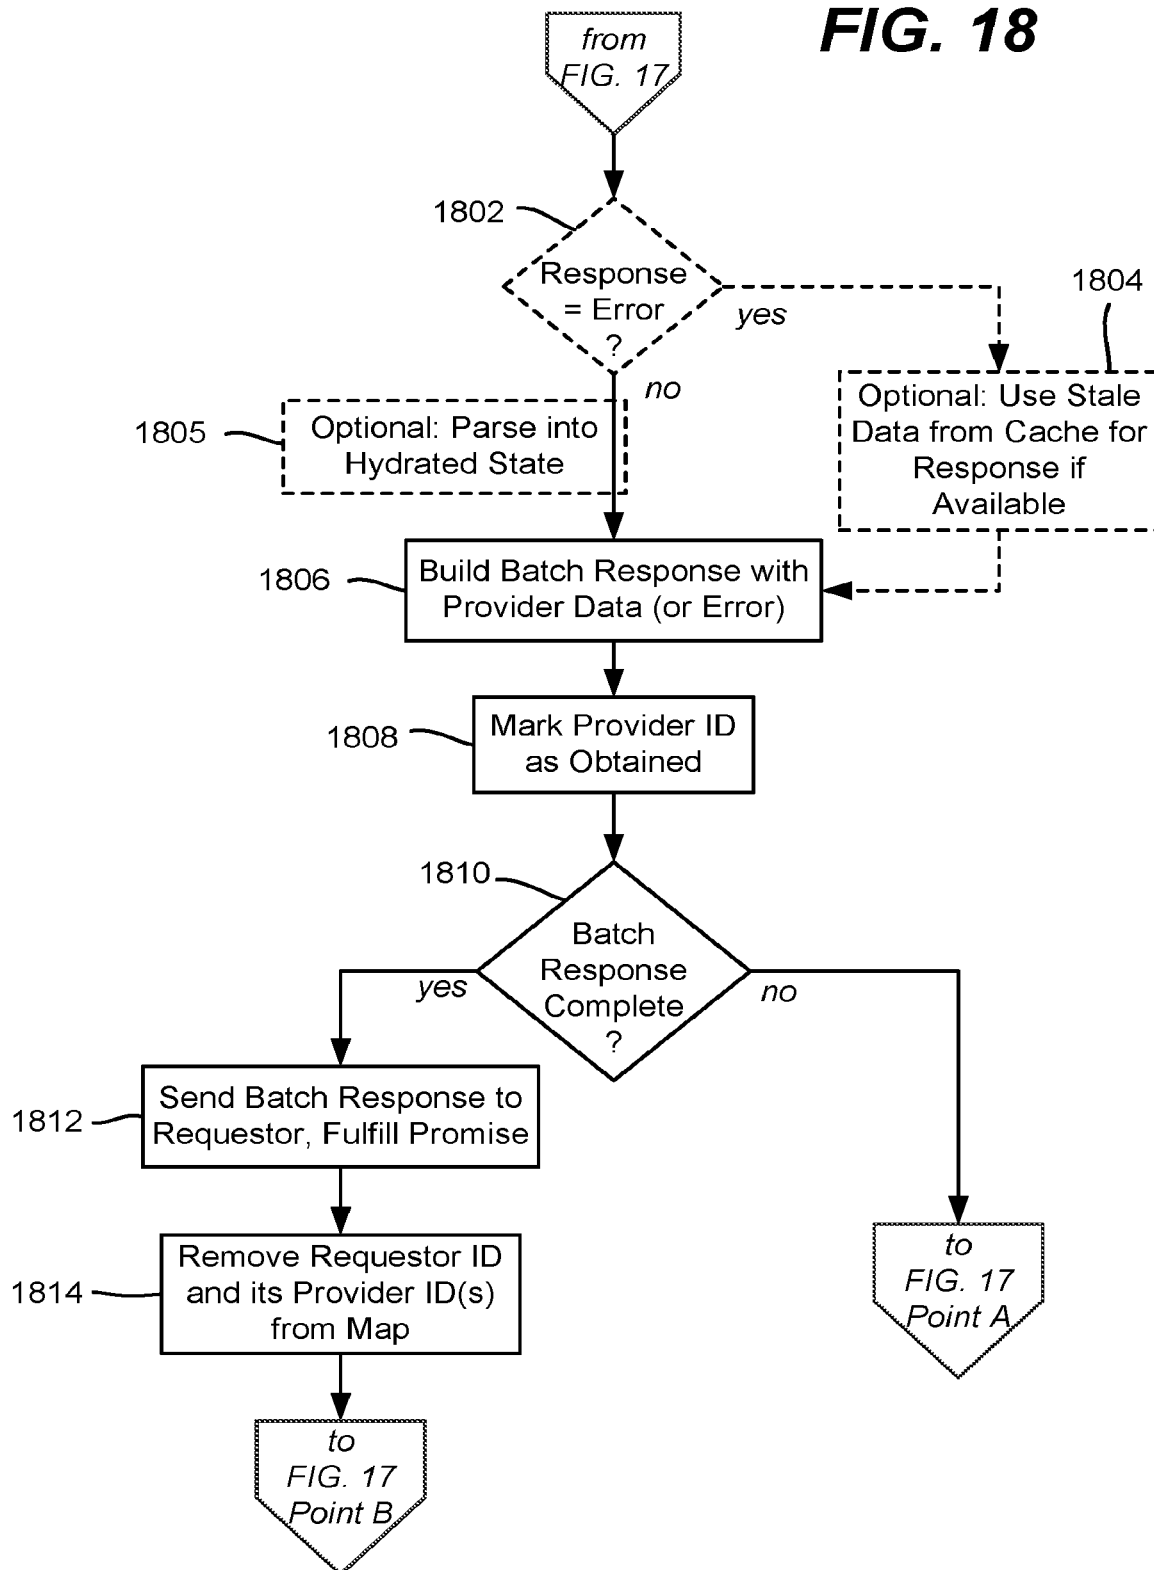 FIG. 18
from
FIG. 17
1802
Response
= Error
?
yes
no
1804
Optional: Use Stale
Data from Cache for
Response if
Available
1805
Optional: Parse into
Hydrated State
1806
Build Batch Response with
Provider Data (or Error)
1808
Mark Provider ID
as Obtained
1810
Batch
Response
Complete
?
yes
no
1812
Send Batch Response to
Requestor, Fulfill Promise
1814
Remove Requestor ID
and its Provider ID(s)
from Map
to
FIG. 17
Point A
to
FIG. 17
Point B